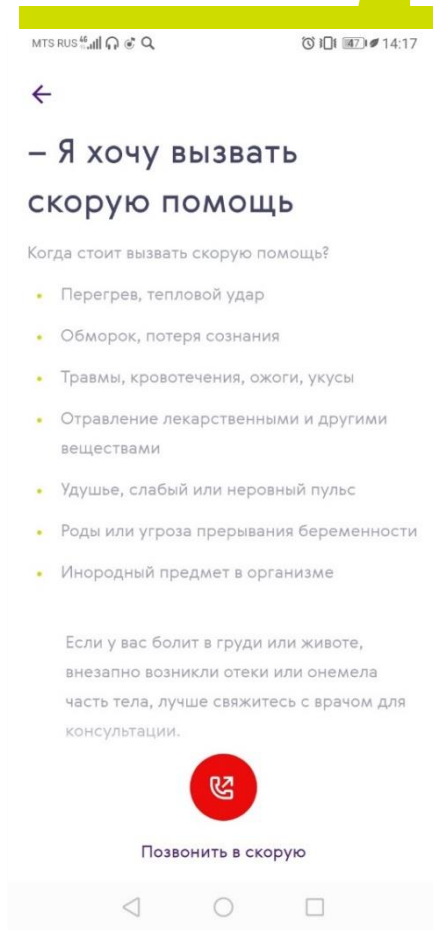 MTS RUS 46 47 14:17
– Я хочу вызвать
скорую помощь
Когда стоит вызвать скорую помощь?
Перегрев, тепловой удар
Обморок, потеря сознания
Травмы, кровотечения, ожоги, укусы
Отравление лекарственными и другими
веществами
Удушье, слабый или неровный пульс
Роды или угроза прерывания беременности
Инородный предмет в организме
Если у вас болит в груди или животе,
внезапно возникли отеки или онемела
часть тела, лучше свяжитесь с врачом для
консультации.
Позвонить в скорую